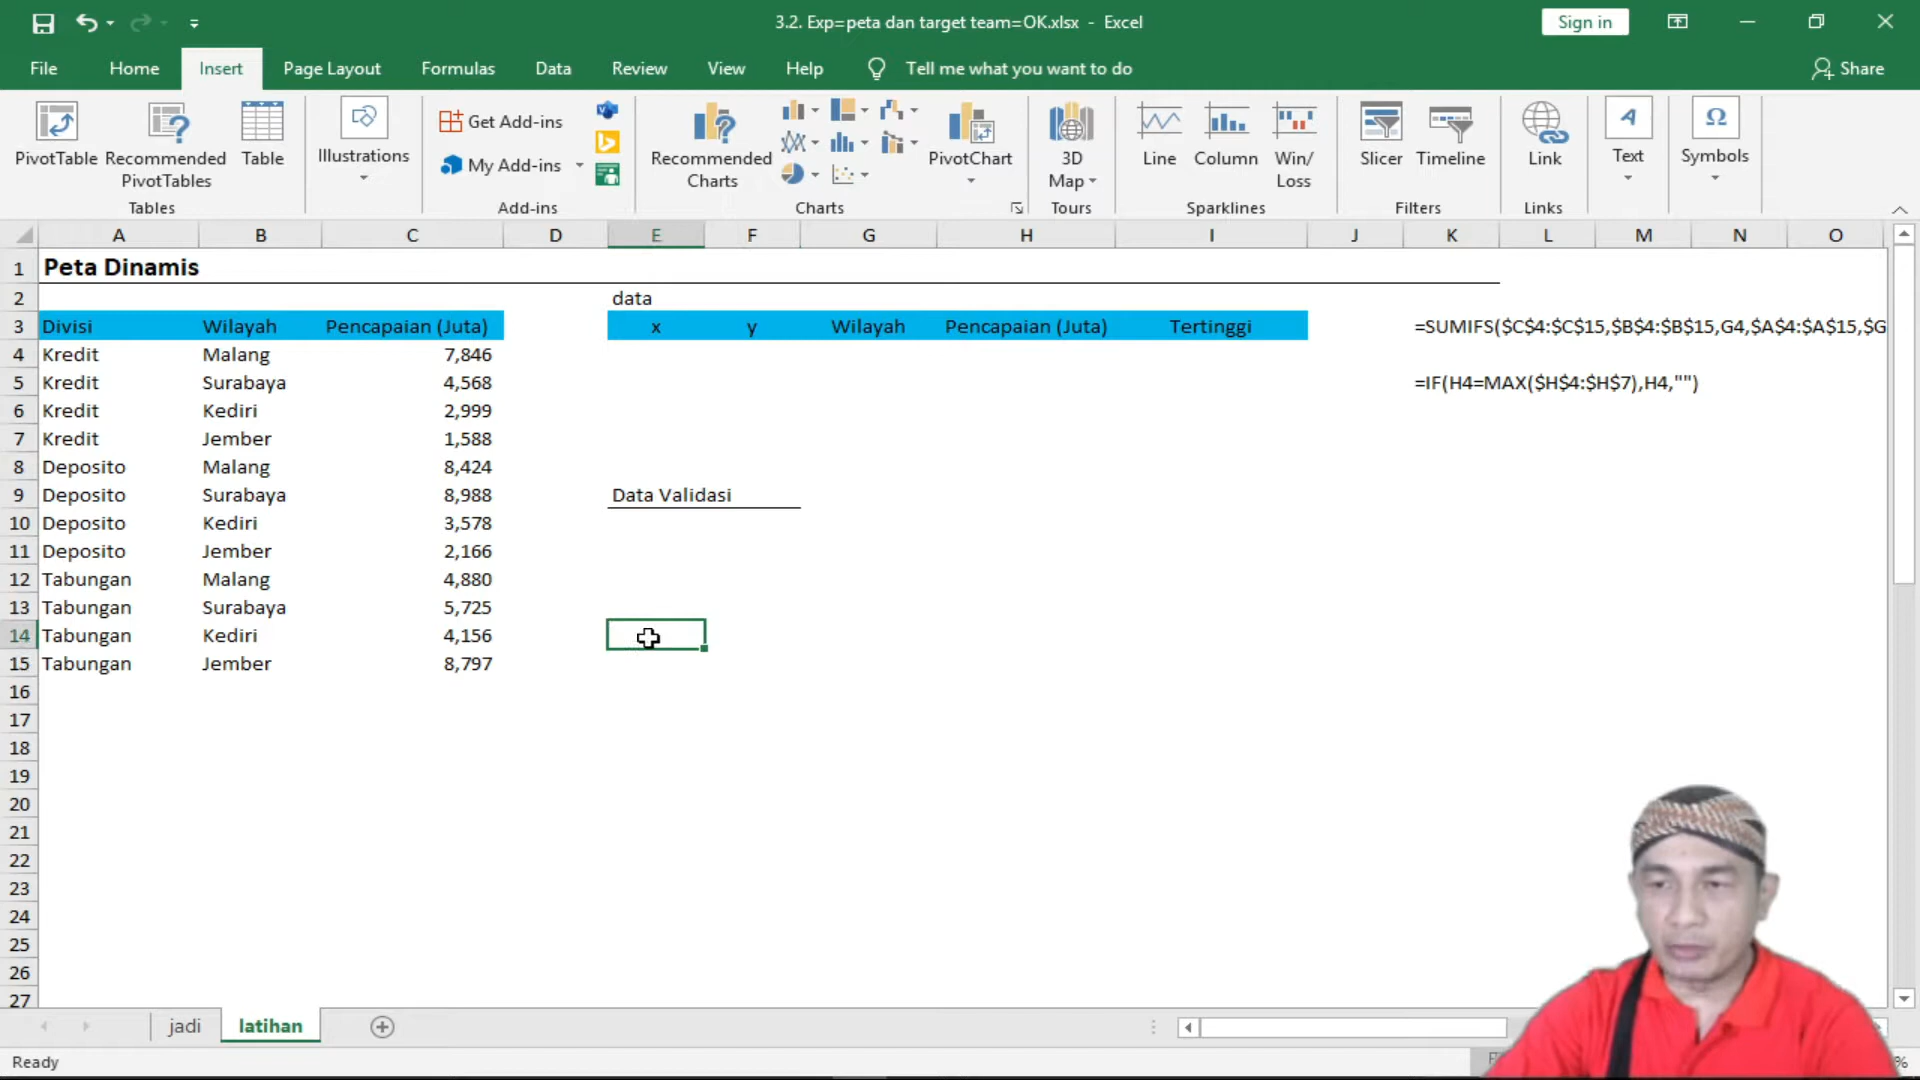 3.2. Exp=peta dan target team=OK.xlsx - Excel
Sign in
File Home Insert Page Layout Formulas Data Review View Help Tell me what you want to do Share
PivotTable
Recommended PivotTables
Table
Tables
Illustrations
Get Add-ins
My Add-ins
Add-ins
Recommended Charts
PivotChart
Charts
3D Map
Tours
Line
Column
Win/Loss
Sparklines
Slicer
Timeline
Filters
Link
Links
Text
Symbols
A B C D E F G H I J K L M N O
1 Peta Dinamis
2 data
3 Divisi Wilayah Pencapaian (Juta) x y Wilayah Pencapaian (Juta) Tertinggi =SUMIFS($C$4:$C$15,$B$4:$B$15,G4,$A$4:$A$15,$G
4 Kredit Malang 7,846
5 Kredit Surabaya 4,568 =IF(H4=MAX($H$4:$H$7),H4,"")
6 Kredit Kediri 2,999
7 Kredit Jember 1,588
8 Deposito Malang 8,424
9 Deposito Surabaya 8,988 Data Validasi
10 Deposito Kediri 3,578
11 Deposito Jember 2,166
12 Tabungan Malang 4,880
13 Tabungan Surabaya 5,725
14 Tabungan Kediri 4,156
15 Tabungan Jember 8,797
16
17
18
19
20
21
22
23
24
25
26
27
jadi latihan
Ready
%